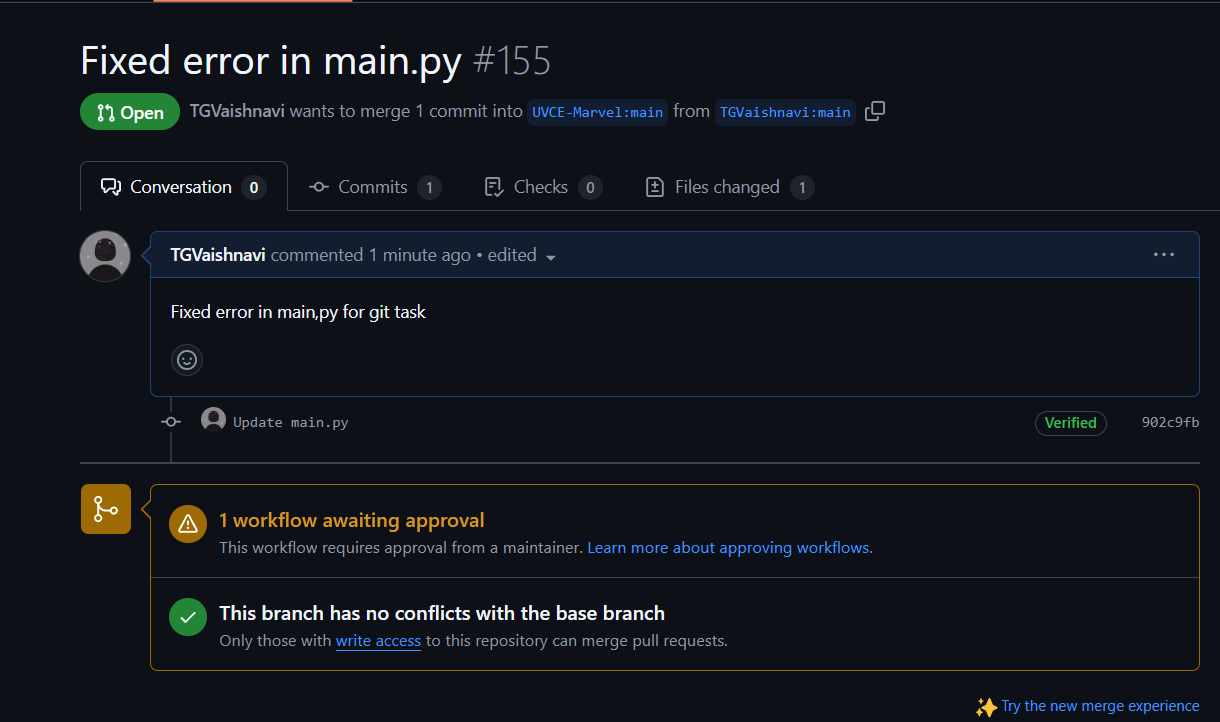 Fixed error in main.py #155
Open TGVaishnavi wants to merge 1 commit into UVCE-Marvel:main from TGVaishnavi:main
Conversation 0 Commits 1 Checks 0 Files changed 1
TGVaishnavi commented 1 minute ago • edited
Fixed error in main,py for git task
Update main.py Verified 902c9fb
1 workflow awaiting approval
This workflow requires approval from a maintainer. Learn more about approving workflows.
This branch has no conflicts with the base branch
Only those with write access to this repository can merge pull requests.
Try the new merge experience